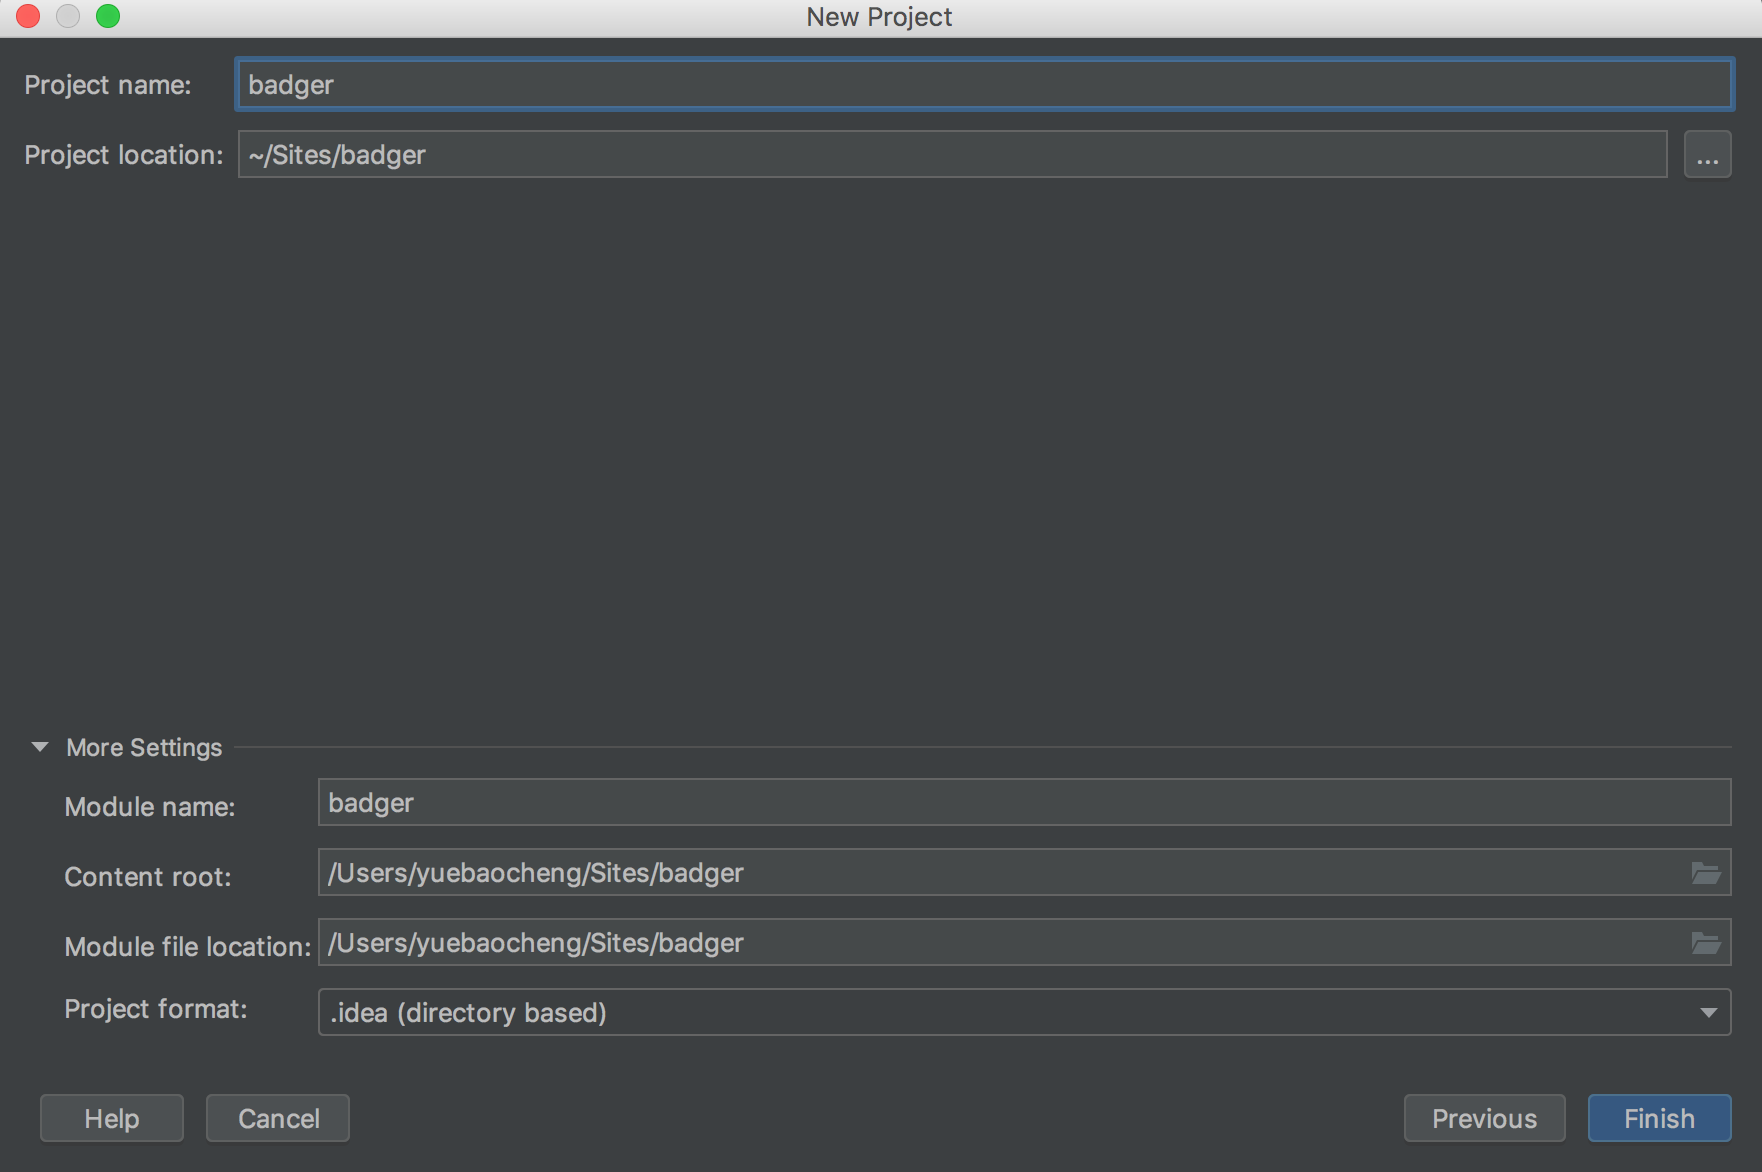 New Project
Project name: badger
Project location: ~/Sites/badger ...
More Settings
Module name: badger
Content root: /Users/yuebaocheng/Sites/badger
Module file location: /Users/yuebaocheng/Sites/badger
Project format: .idea (directory based)
Help Cancel Previous Finish